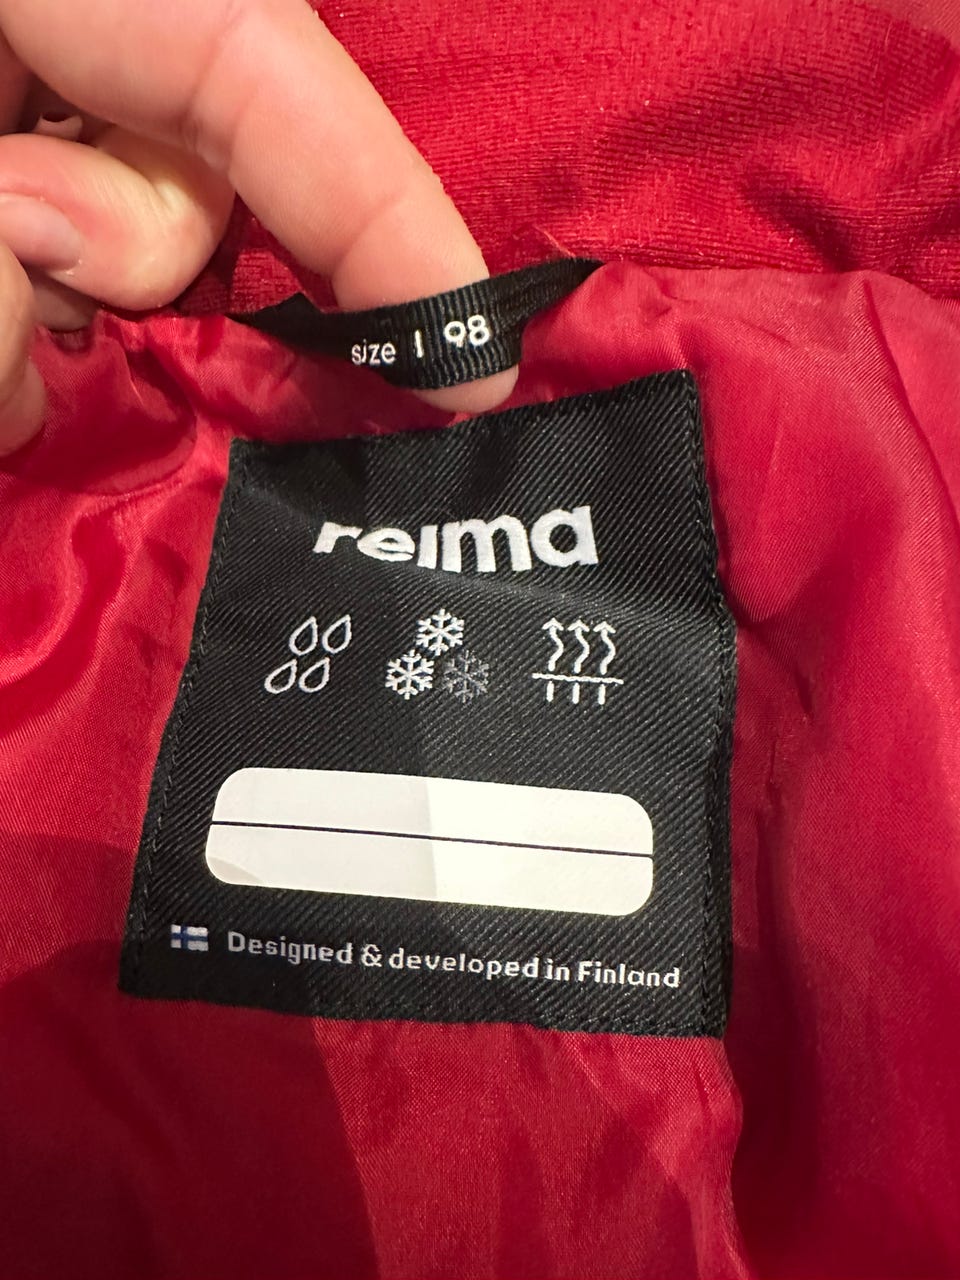 size | 98
reima
Designed & developed in Finland